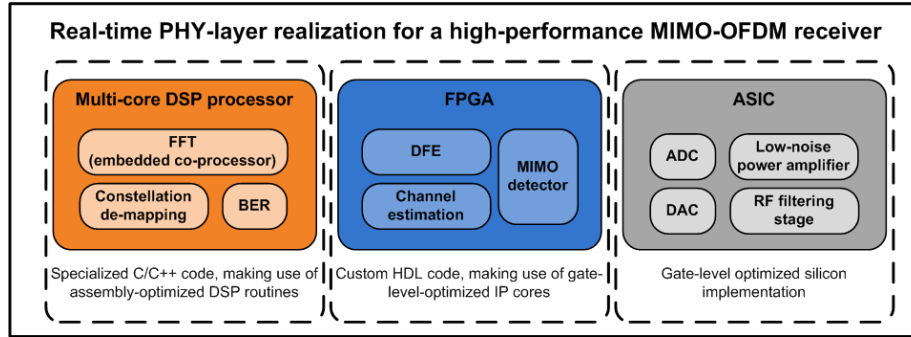 Real-time PHY-layer realization for a high-performance MIMO-OFDM receiver
Multi-core DSP processor
FFT
(embedded co-processor)
Constellation
de-mapping
BER
Specialized C/C++ code, making use of
assembly-optimized DSP routines
FPGA
DFE
Channel
estimation
MIMO
detector
Custom HDL code, making use of gate-
level-optimized IP cores
ASIC
ADC
Low-noise
power amplifier
DAC
RF filtering
stage
Gate-level optimized silicon
implementation